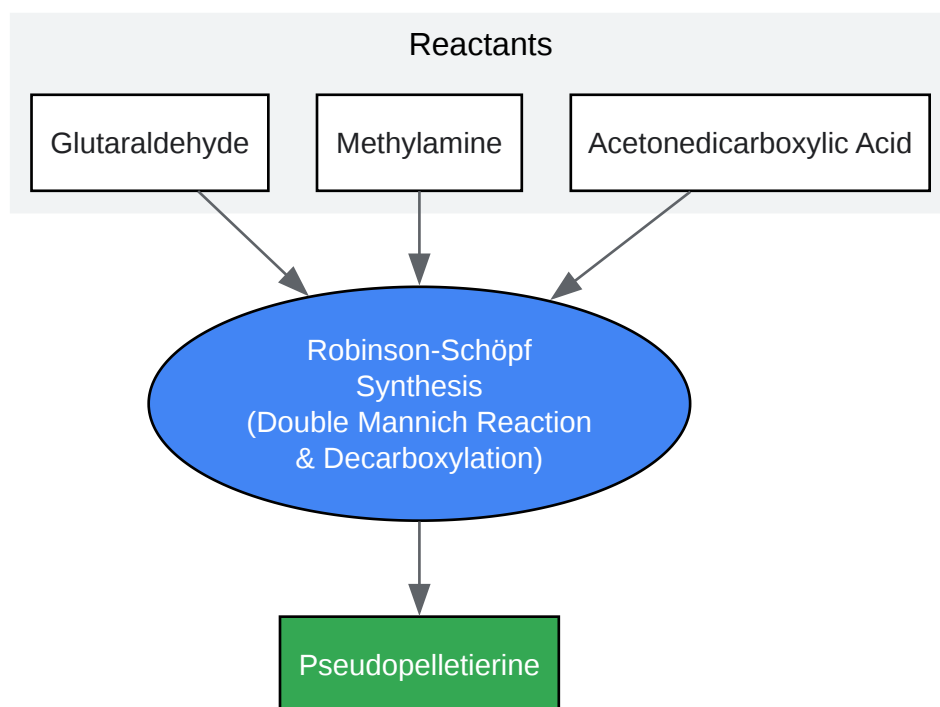 Reactants
Glutaraldehyde
Methylamine
Acetonedicarboxylic Acid
Robinson-Schöpf
Synthesis
(Double Mannich Reaction
& Decarboxylation)
Pseudopelletierine